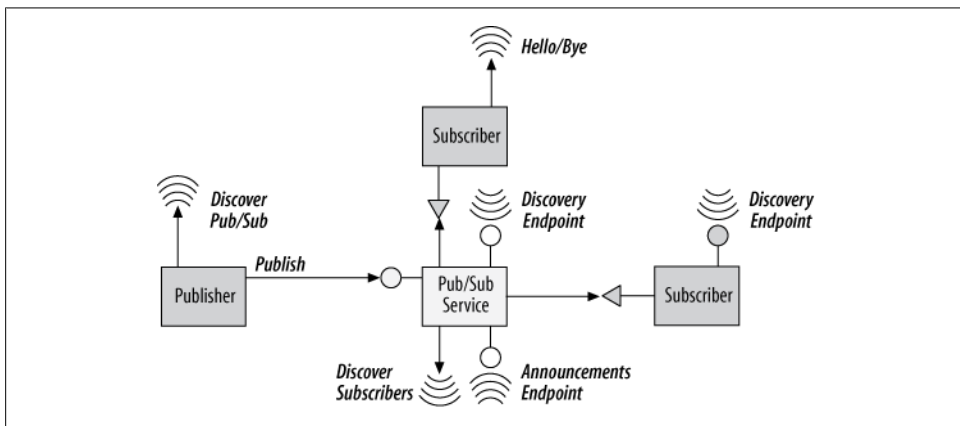 Hello/Bye
Subscriber
Discover
Pub/Sub
Discovery
Endpoint
Discovery
Endpoint
Publish
Publisher
Pub/Sub
Service
Subscriber
Discover
Subscribers
Announcements
Endpoint